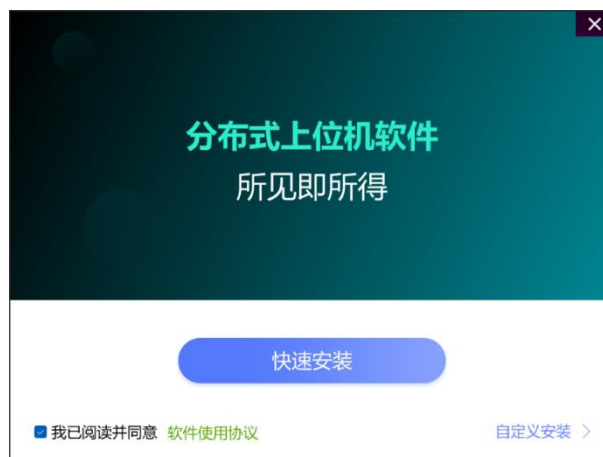 分布式上位机软件
所见即所得
快速安装
我已阅读并同意 软件使用协议
自定义安装